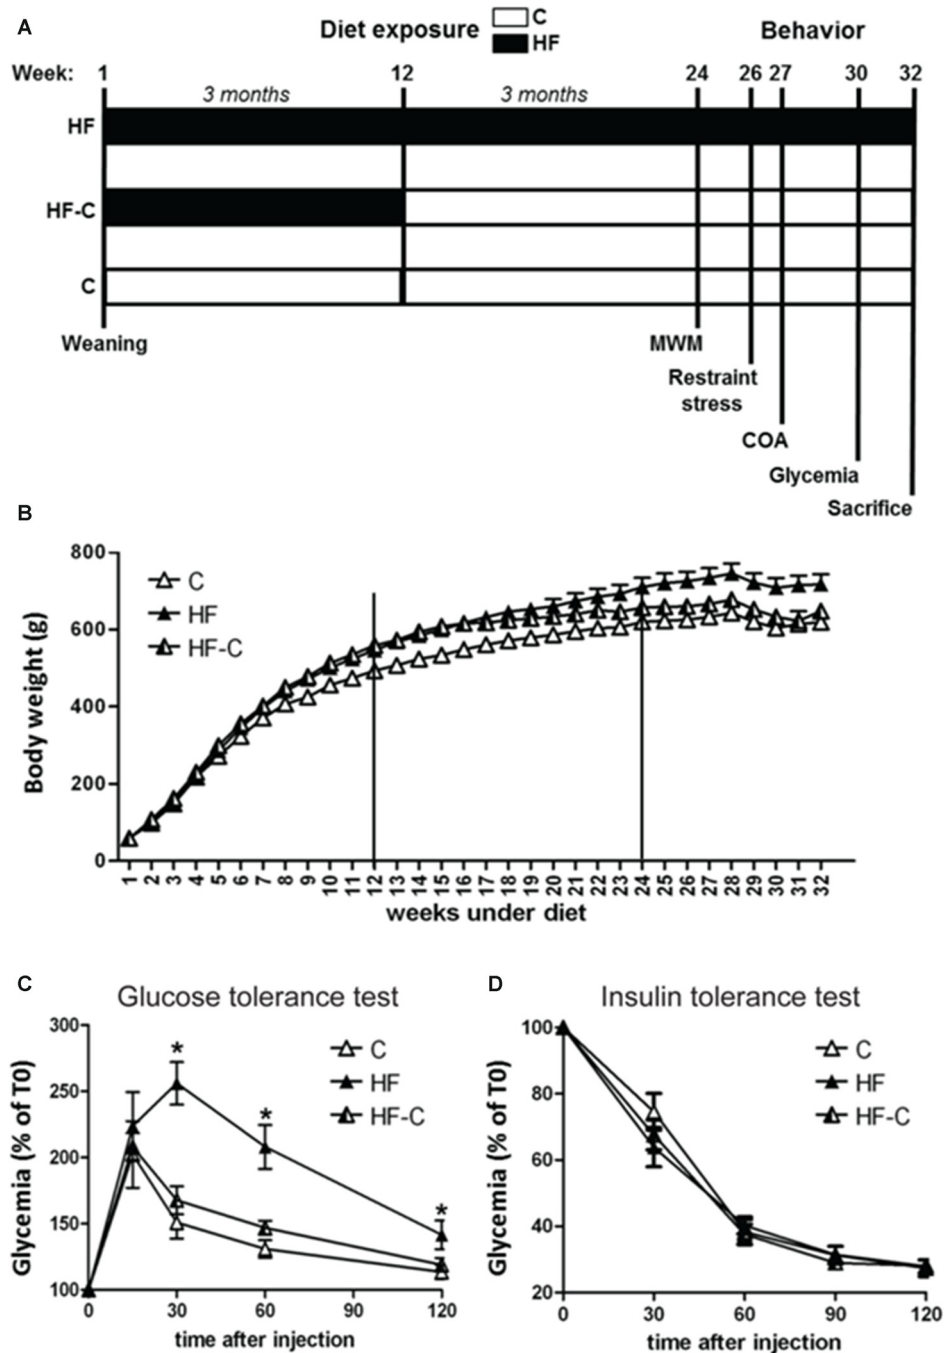 A
Diet exposure
C
HF
Behavior
Week: 1 12 24 26 27 30 32
3 months 3 months
HF
HF-C
C
Weaning
MWM
Restraint
stress
COA
Glycemia
Sacrifice
B
Body weight (g)
800
600
400
200
0
C
HF
HF-C
1 2 3 4 5 6 7 8 9 10 11 12 13 14 15 16 17 18 19 20 21 22 23 24 25 26 27 28 29 30 31 32
weeks under diet
C
Glucose tolerance test
Glycemia (% of T0)
300
250
200
150
100
* * *
C
HF
HF-C
0 30 60 90 120
time after injection
D
Insulin tolerance test
Glycemia (% of T0)
100
80
60
40
20
C
HF
HF-C
0 30 60 90 120
time after injection